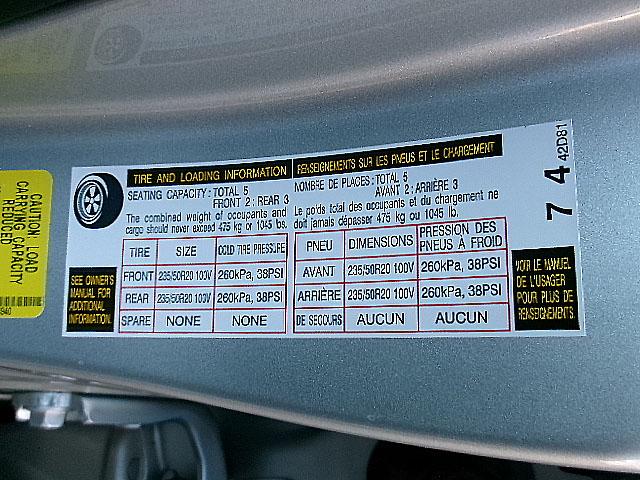 TIRE AND LOADING INFORMATION
SEATING CAPACITY: TOTAL 5
FRONT 2: REAR 3
The combined weight of occupants and
cargo should never exceed 475 kg or 1045 lbs.
TIRE SIZE COLD TIRE PRESSURE
FRONT 235/50R20 100V 260kPa, 38PSI
REAR 235/50R20 100V 260kPa, 38PSI
SPARE NONE NONE
SEE OWNER'S
MANUAL FOR
ADDITIONAL
INFORMATION.
RENSEIGNEMENTS SUR LES PNEUS ET LE CHARGEMENT
NOMBRE DE PLACES: TOTAL 5
AVANT 2: ARRIÈRE 3
Le poids total des occupants et du chargement ne
doit jamais dépasser 475 kg ou 1045 lb.
PNEU DIMENSIONS PRESSION DES
PNEUS À FROID
AVANT 235/50R20 100V 260kPa, 38PSI
ARRIÈRE 235/50R20 100V 260kPa, 38PSI
DE SECOURS AUCUN AUCUN
VOIR LE MANUEL
DE L'USAGER
POUR PLUS DE
RENSEIGNEMENTS.
7 4 42D81
CAUTION LOAD
CARRYING CAPACITY
REDUCED